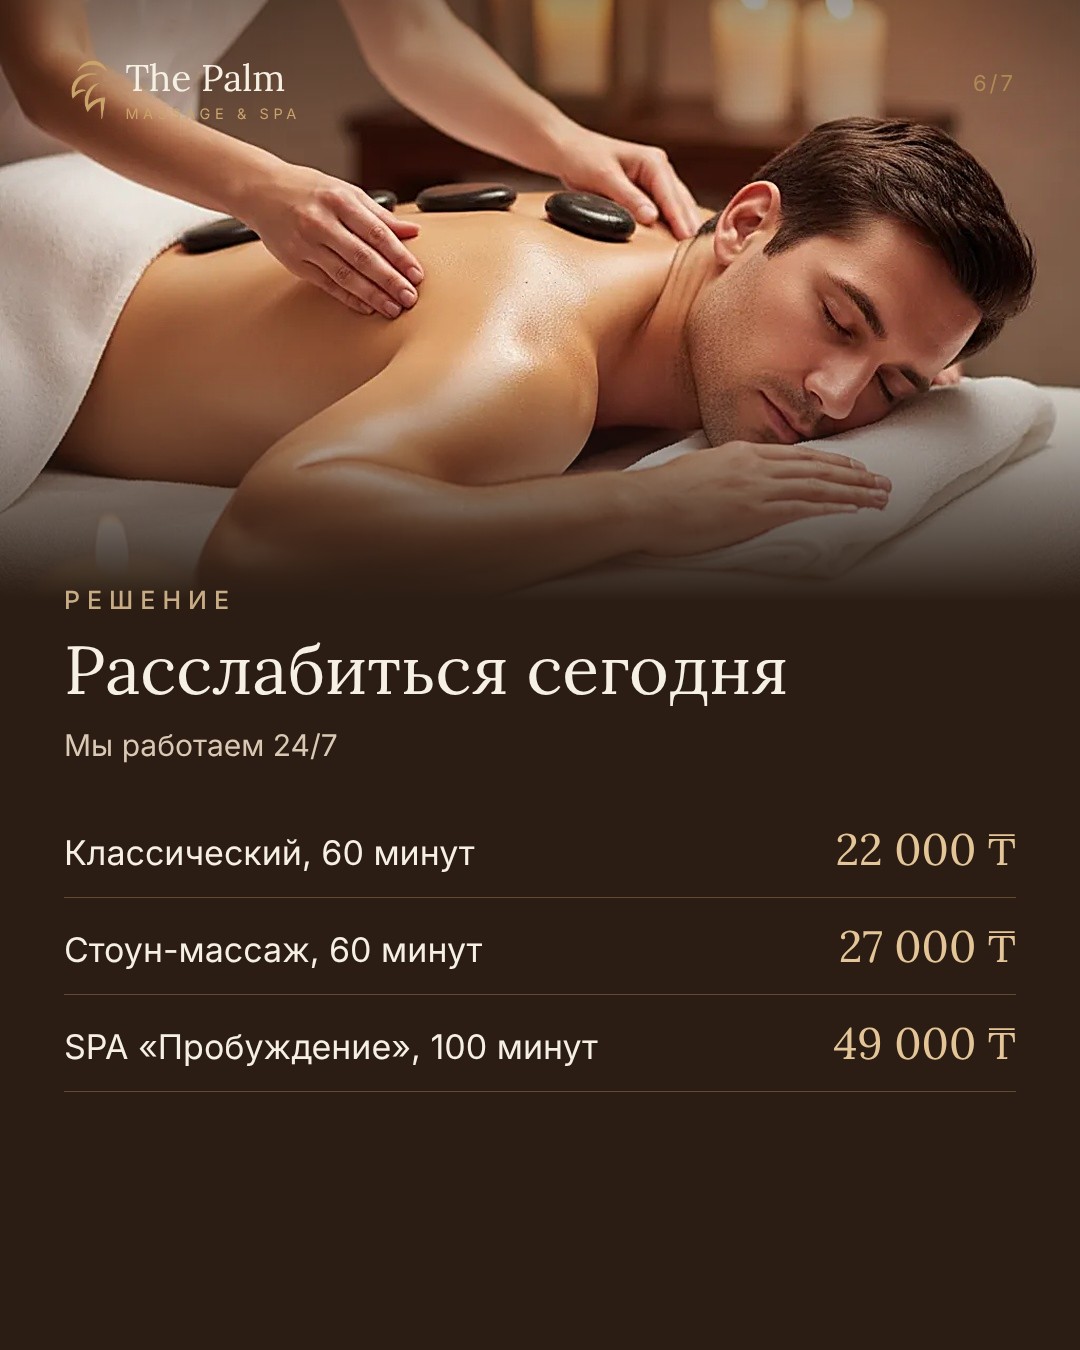 The Palm
MASSAGE & SPA
6/7
РЕШЕНИЕ
Расслабиться сегодня
Мы работаем 24/7
Классический, 60 минут
22 000 ₸
Стоун-массаж, 60 минут
27 000 ₸
SPA «Пробуждение», 100 минут
49 000 ₸